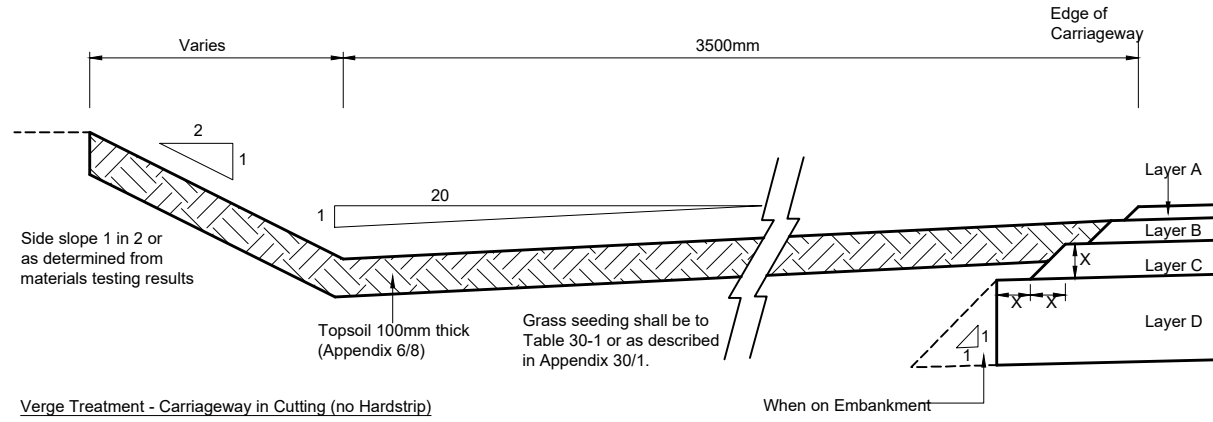 Edge of
Carriageway
Varies
3500mm
2
1
20
1
Layer A
Layer B
Layer C
Layer D
X
X
X
Side slope 1 in 2 or
as determined from
materials testing results
Topsoil 100mm thick
(Appendix 6/8)
Grass seeding shall be to
Table 30-1 or as described
in Appendix 30/1.
1
1
Verge Treatment - Carriageway in Cutting (no Hardstrip)
When on Embankment